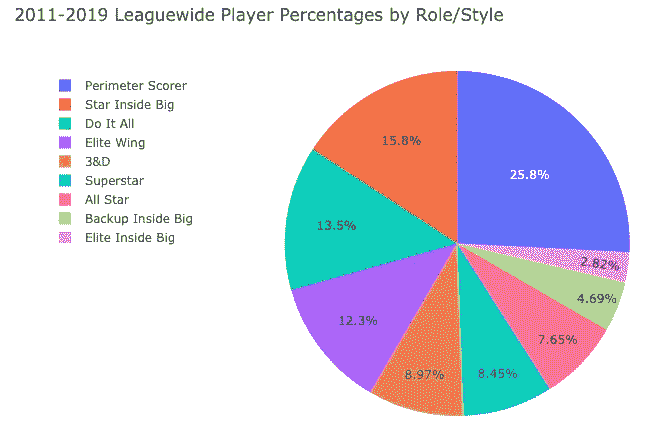 2011-2019 Leaguewide Player Percentages by Role/Style
Perimeter Scorer
Star Inside Big
Do It All
Elite Wing
3&D
Superstar
All Star
Backup Inside Big
Elite Inside Big
15.8%
25.8%
13.5%
2.82%
4.69%
12.3%
7.65%
8.97%
8.45%